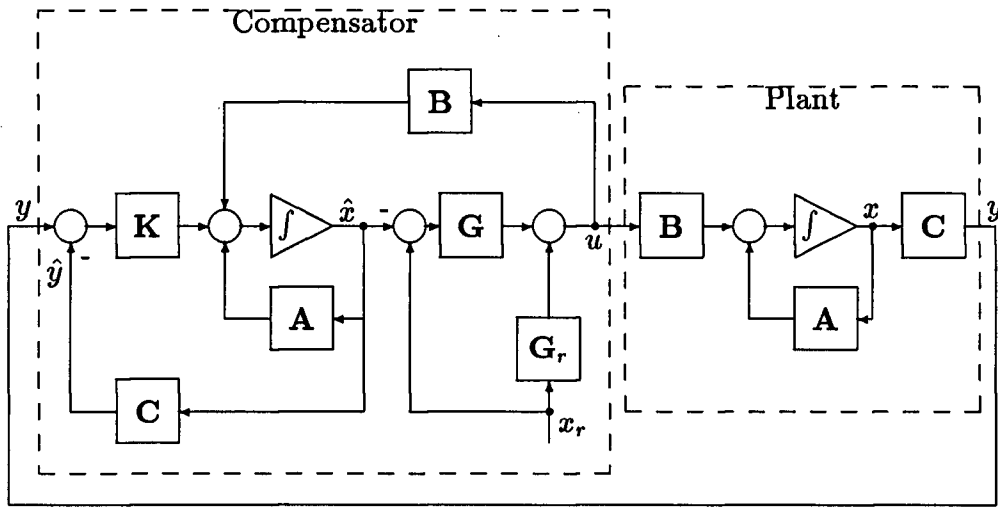 Compensator
Plant
B
y
K
∫
x̂
-
G
u
B
∫
x
C
y
ŷ
-
A
A
G_r
C
x_r